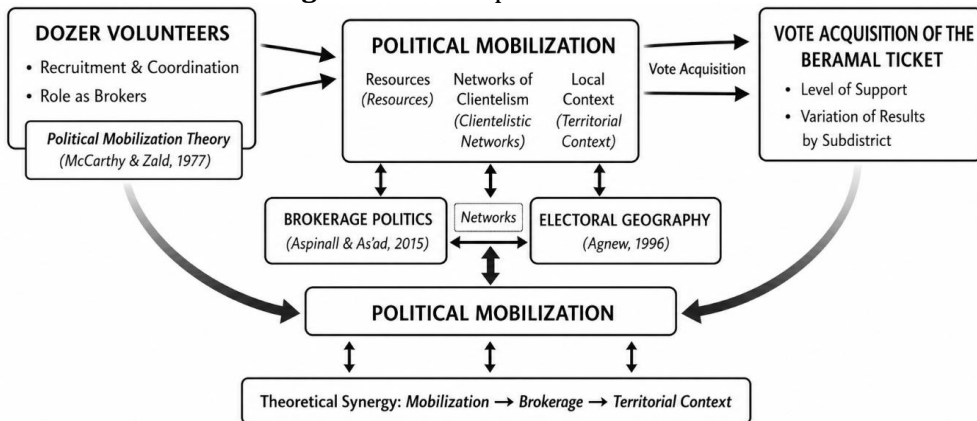 DOZER VOLUNTEERS
• Recruitment & Coordination
• Role as Brokers
Political Mobilization Theory
(McCarthy & Zald, 1977)
POLITICAL MOBILIZATION
Resources
(Resources)
Networks of
Clientelism
(Clientelistic
Networks)
Local
Context
(Territorial
Context)
Vote Acquisition
VOTE ACQUISITION OF THE
BERAMAL TICKET
• Level of Support
• Variation of Results
by Subdistrict
BROKERAGE POLITICS
(Aspinall & As'ad, 2015)
Networks
ELECTORAL GEOGRAPHY
(Agnew, 1996)
POLITICAL MOBILIZATION
Theoretical Synergy: Mobilization → Brokerage → Territorial Context